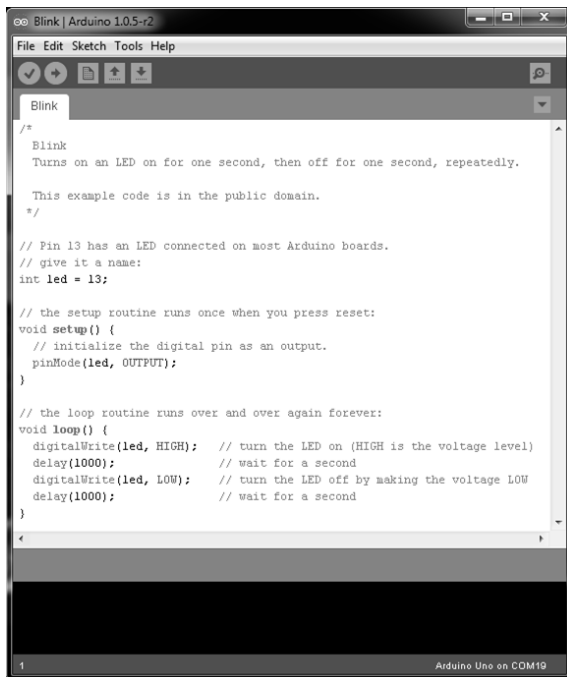 Blink | Arduino 1.0.5-r2
File Edit Sketch Tools Help
Blink
/*
  Blink
  Turns on an LED on for one second, then off for one second, repeatedly.

  This example code is in the public domain.
 */

// Pin 13 has an LED connected on most Arduino boards.
// give it a name:
int led = 13;

// the setup routine runs once when you press reset:
void setup() {
  // initialize the digital pin as an output.
  pinMode(led, OUTPUT);
}

// the loop routine runs over and over again forever:
void loop() {
  digitalWrite(led, HIGH);   // turn the LED on (HIGH is the voltage level)
  delay(1000);               // wait for a second
  digitalWrite(led, LOW);    // turn the LED off by making the voltage LOW
  delay(1000);               // wait for a second
}
1 Arduino Uno on COM19